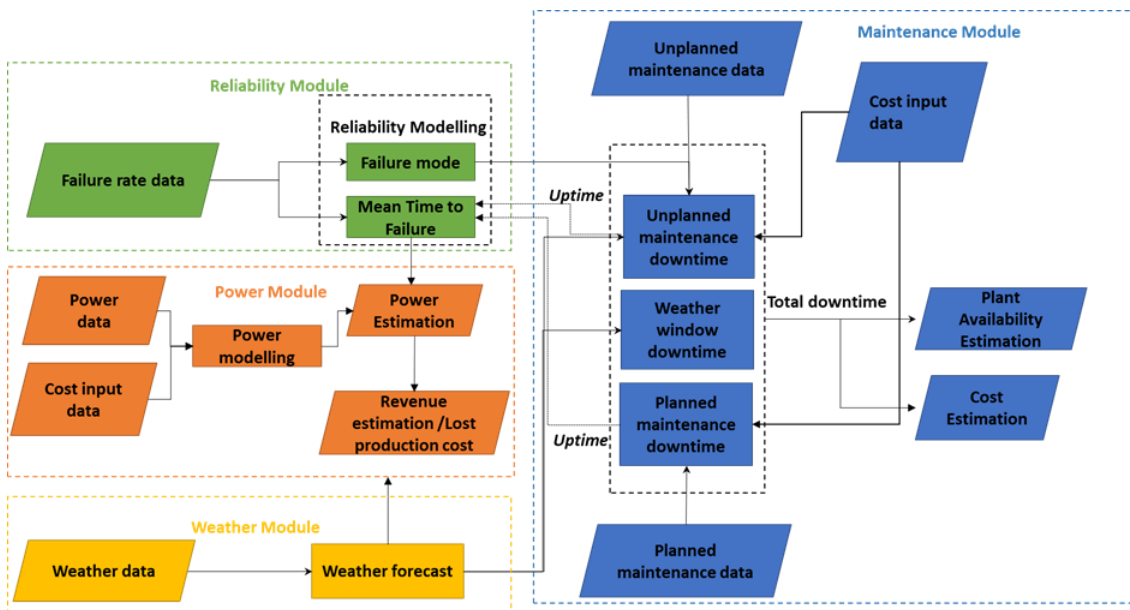 Maintenance Module
Unplanned
maintenance data
Cost input
data
Reliability Module
Reliability Modelling
Failure rate data
Failure mode
Mean Time to
Failure
Uptime
Unplanned
maintenance
downtime
Weather
window
downtime
Planned
maintenance
downtime
Uptime
Total downtime
Plant
Availability
Estimation
Cost
Estimation
Planned
maintenance data
Power Module
Power
data
Cost input
data
Power
modelling
Power
Estimation
Revenue
estimation /Lost
production cost
Weather Module
Weather data
Weather forecast